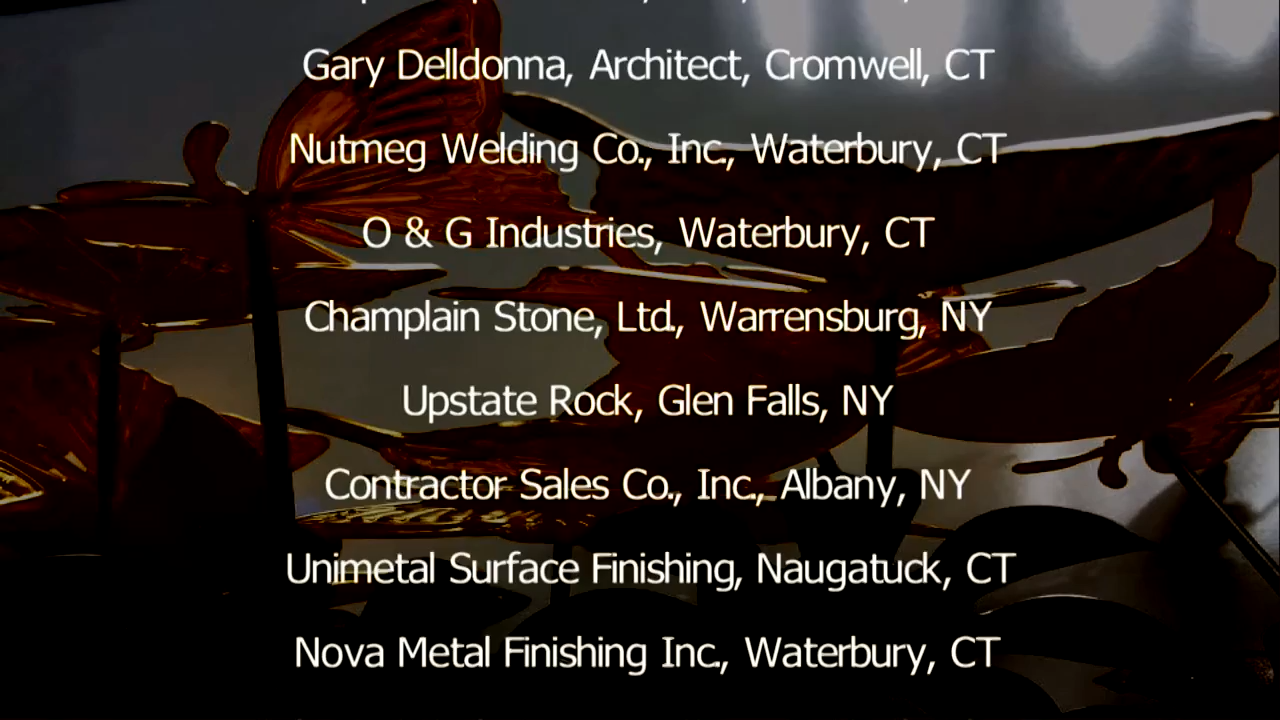 Gary Delldonna, Architect, Cromwell, CT
Nutmeg Welding Co., Inc., Waterbury, CT
O & G Industries, Waterbury, CT
Champlain Stone, Ltd., Warrensburg, NY
Upstate Rock, Glen Falls, NY
Contractor Sales Co., Inc., Albany, NY
Unimetal Surface Finishing, Naugatuck, CT
Nova Metal Finishing Inc., Waterbury, CT